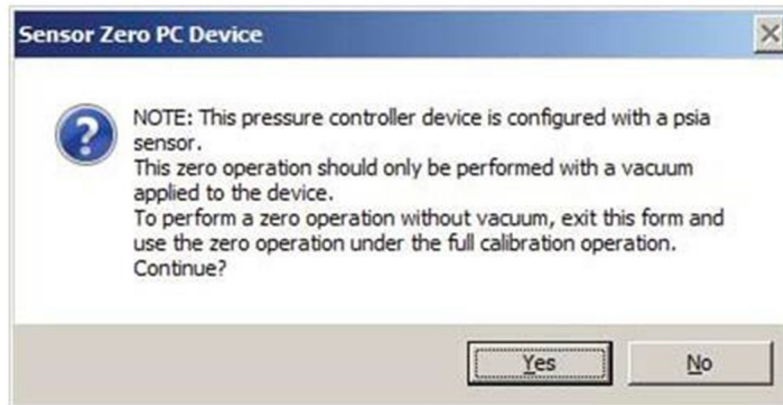 Sensor Zero PC Device
NOTE: This pressure controller device is configured with a psia
sensor.
This zero operation should only be performed with a vacuum
applied to the device.
To perform a zero operation without vacuum, exit this form and
use the zero operation under the full calibration operation.
Continue?
Yes
No